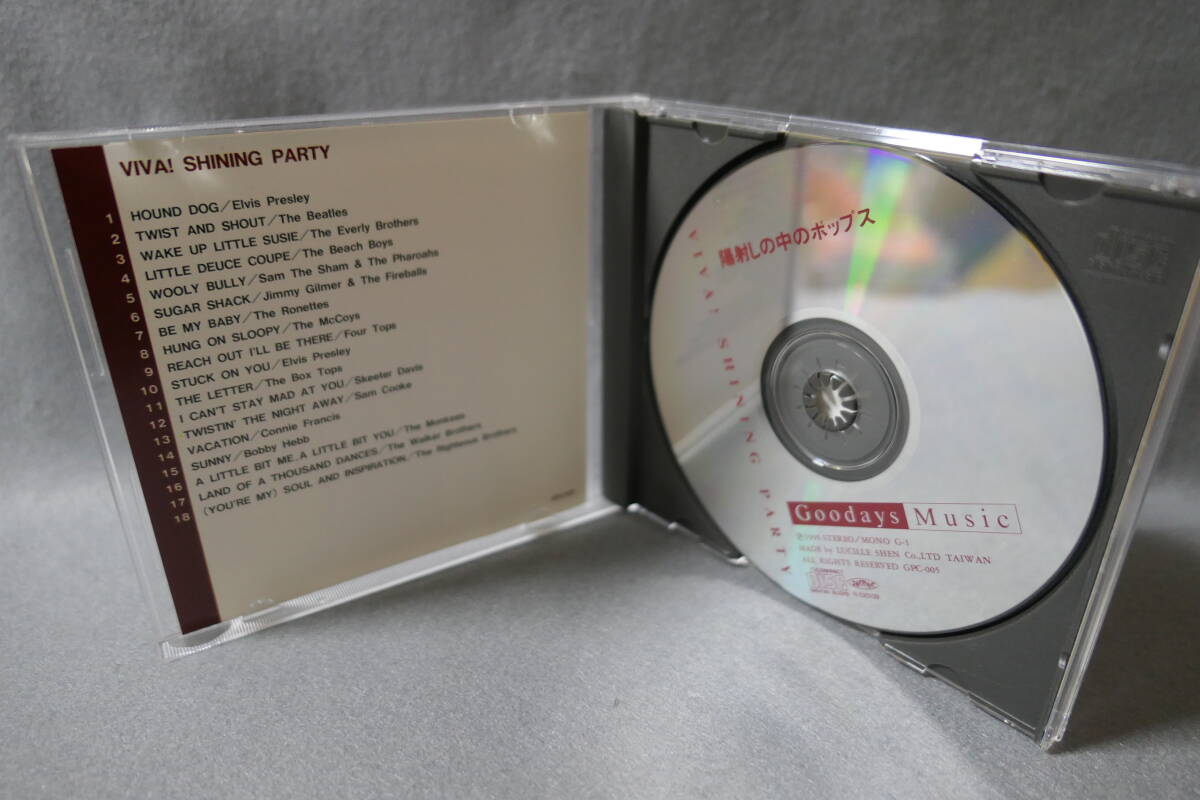 VIVA! SHINING PARTY
1 HOUND DOG/Elvis Presley
2 TWIST AND SHOUT/The Beatles
3 WAKE UP LITTLE SUSIE/The Everly Brothers
4 LITTLE DEUCE COUPE/The Beach Boys
5 WOOLY BULLY/Sam The Sham & The Pharoahs
6 SUGAR SHACK/Jimmy Gilmer & The Fireballs
7 BE MY BABY/The Ronettes
8 HUNG ON SLOOPY/The McCoys
9 REACH OUT I'LL BE THERE/Four Tops
10 STUCK ON YOU/Elvis Presley
11 THE LETTER/The Box Tops
12 I CAN'T STAY MAD AT YOU/Skeeter Davis
13 TWISTIN' THE NIGHT AWAY/Sam Cooke
14 VACATION/Connie Francis
15 SUNNY/Bobby Hebb
16 A LITTLE BIT ME.A LITTLE BIT YOU/The Monkees
17 LAND OF A THOUSAND DANCES/The Walker Brothers
18 (YOU'RE MY) SOUL AND INSPIRATION/The Righteous Brothers
陽射しの中のポップス
VIVA! SHINING PARTY
Goodays Music
℗1995 STEREO/MONO G-1
MADE by LUCILLE SHEN Co.,LTD TAIWAN
ALL RIGHTS RESERVED GPC-005
COMPACT
disc
DIGITAL AUDIO